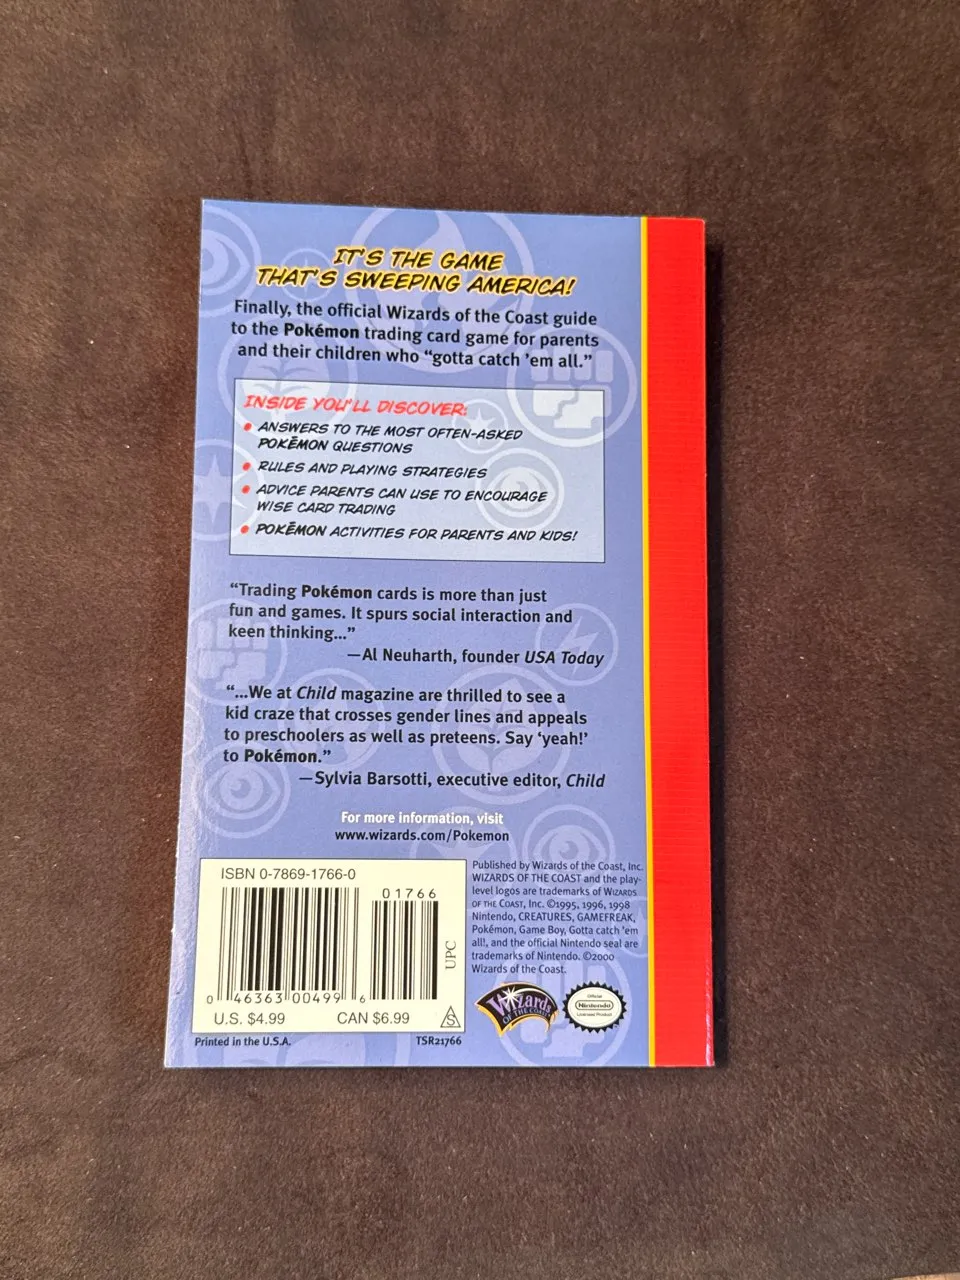 IT'S THE GAME
THAT'S SWEEPING AMERICA!
Finally, the official Wizards of the Coast guide
to the Pokémon trading card game for parents
and their children who “gotta catch ’em all.”
INSIDE YOU'LL DISCOVER:
• ANSWERS TO THE MOST OFTEN-ASKED
POKÉMON QUESTIONS
• RULES AND PLAYING STRATEGIES
• ADVICE PARENTS CAN USE TO ENCOURAGE
WISE CARD TRADING
• POKÉMON ACTIVITIES FOR PARENTS AND KIDS!
“Trading Pokémon cards is more than just
fun and games. It spurs social interaction and
keen thinking...”
—Al Neuharth, founder USA Today
“...We at Child magazine are thrilled to see a
kid craze that crosses gender lines and appeals
to preschoolers as well as preteens. Say ‘yeah!’
to Pokémon.”
—Sylvia Barsotti, executive editor, Child
For more information, visit
www.wizards.com/Pokemon
ISBN 0-7869-1766-0
01766
UPC
0 46363 00499 6
U.S. $4.99 CAN $6.99
S
Printed in the U.S.A. TSR21766
Published by Wizards of the Coast, Inc.
WIZARDS OF THE COAST and the play-
level logos are trademarks of WIZARDS
OF THE COAST, Inc. ©1995, 1996, 1998
Nintendo, CREATURES, GAMEFREAK,
Pokémon, Game Boy, Gotta catch ’em
all!, and the official Nintendo seal are
trademarks of Nintendo. ©2000
Wizards of the Coast.
Wizards
OF THE COAST
Official
Nintendo
Licensed Product